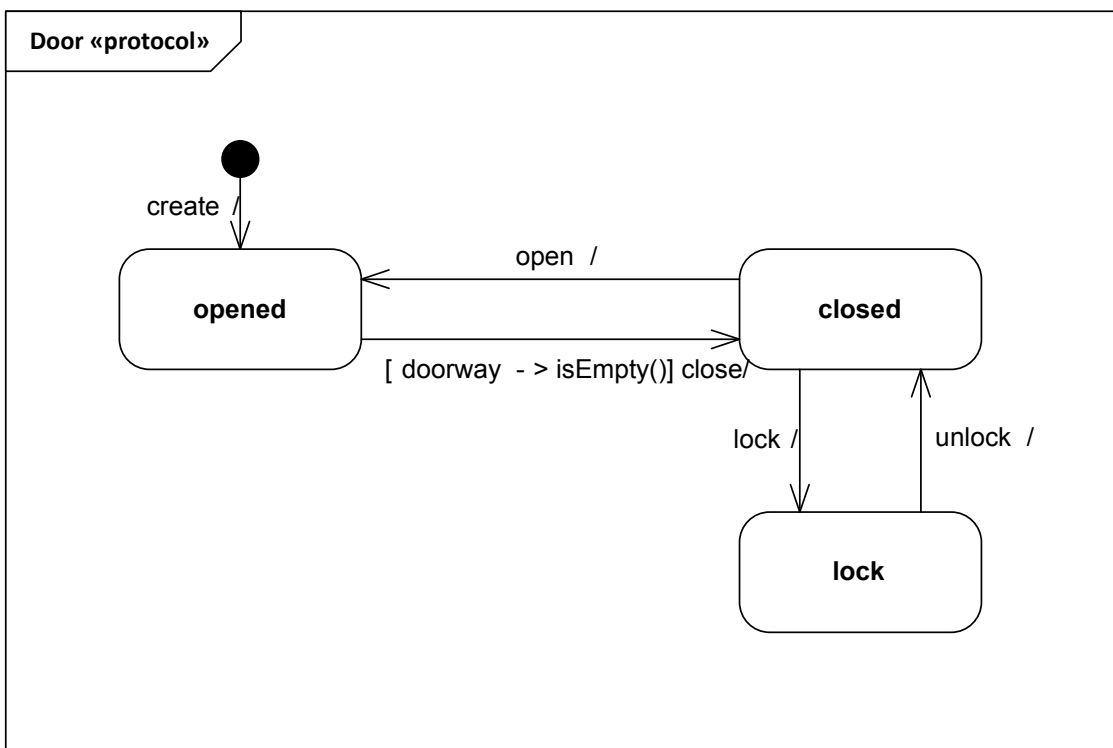 Door «protocol»
create /
open /
opened
closed
[ doorway - > isEmpty()] close/
lock /
unlock /
lock